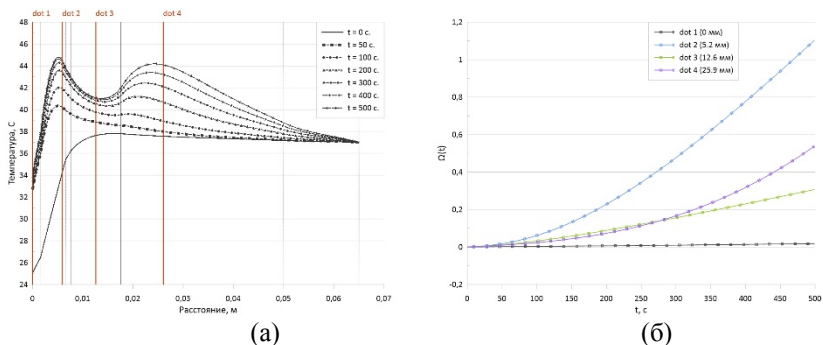 dot 1 dot 2 dot 3 dot 4
48
46
44
42
40
38
36
34
32
30
28
26
24
Температура, С
t = 0 с.
t = 50 с.
t = 100 с.
t = 200 с.
t = 300 с.
t = 400 с.
t = 500 с.
0 0,01 0,02 0,03 0,04 0,05 0,06 0,07
Расстояние, м
(а)
1,2
1
0,8
0,6
0,4
0,2
0
-0,2
Ω(t)
dot 1 (0 мм)
dot 2 (5.2 мм)
dot 3 (12.6 мм)
dot 4 (25.9 мм)
0 50 100 150 200 250 300 350 400 450 500
t, с
(б)